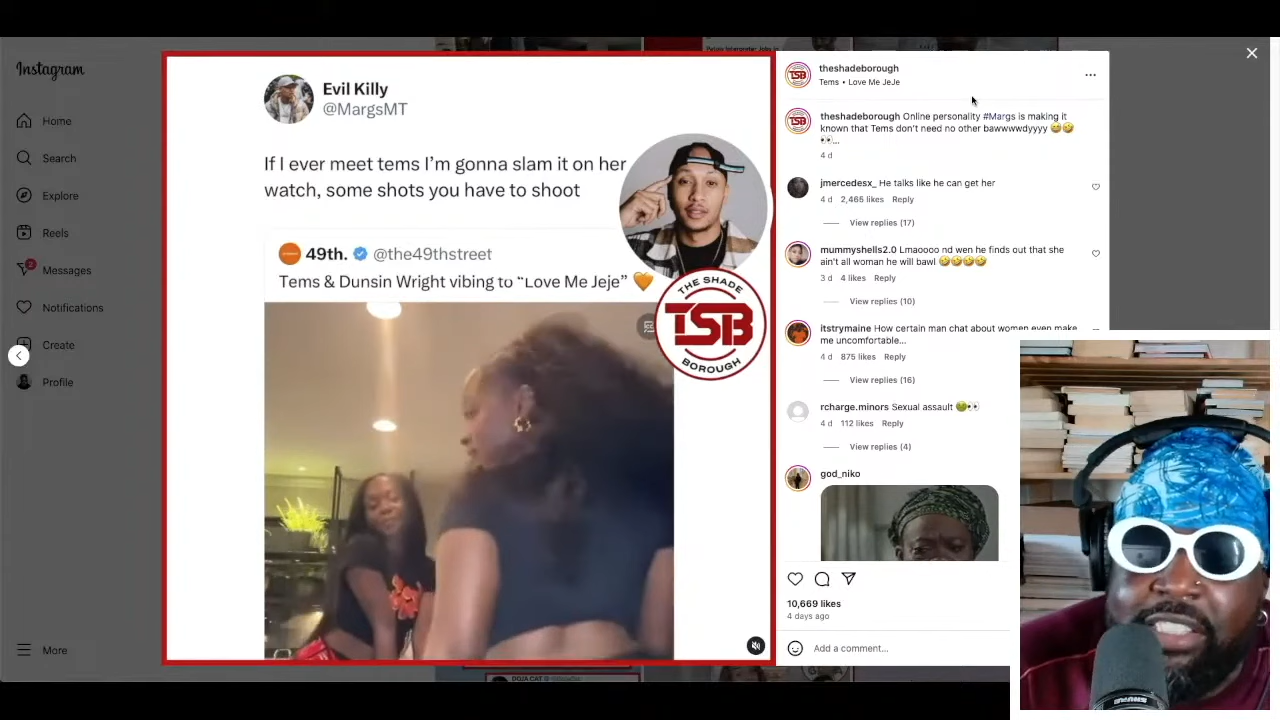 Instagram
Home
Search
Explore
Reels
2
Messages
Notifications
Create
Profile
More
Evil Killy
@MargsMT
If I ever meet tems I’m gonna slam it on her
watch, some shots you have to shoot
49th. @the49thstreet
Tems & Dunsin Wright vibing to “Love Me Jeje” 🧡
THE SHADE
TSB
BOROUGH
TSB
theshadeborough
Tems • Love Me JeJe
TSB
theshadeborough Online personality #Margs is making it
known that Tems don't need no other bawwwwdyyyy 😅🤣
👀...
4 d
jmercedesx_ He talks like he can get her
4 d 2,465 likes Reply
View replies (17)
mummyshells2.0 Lmaoooo nd wen he finds out that she
ain't all woman he will bawl 🤣🤣🤣🤣
3 d 4 likes Reply
View replies (10)
itstrymaine How certain man chat about women even make
me uncomfortable...
4 d 875 likes Reply
View replies (16)
rcharge.minors Sexual assault 🤢👀
4 d 112 likes Reply
View replies (4)
god_niko
10,669 likes
4 days ago
Add a comment...
DOJA CAT
SHURE